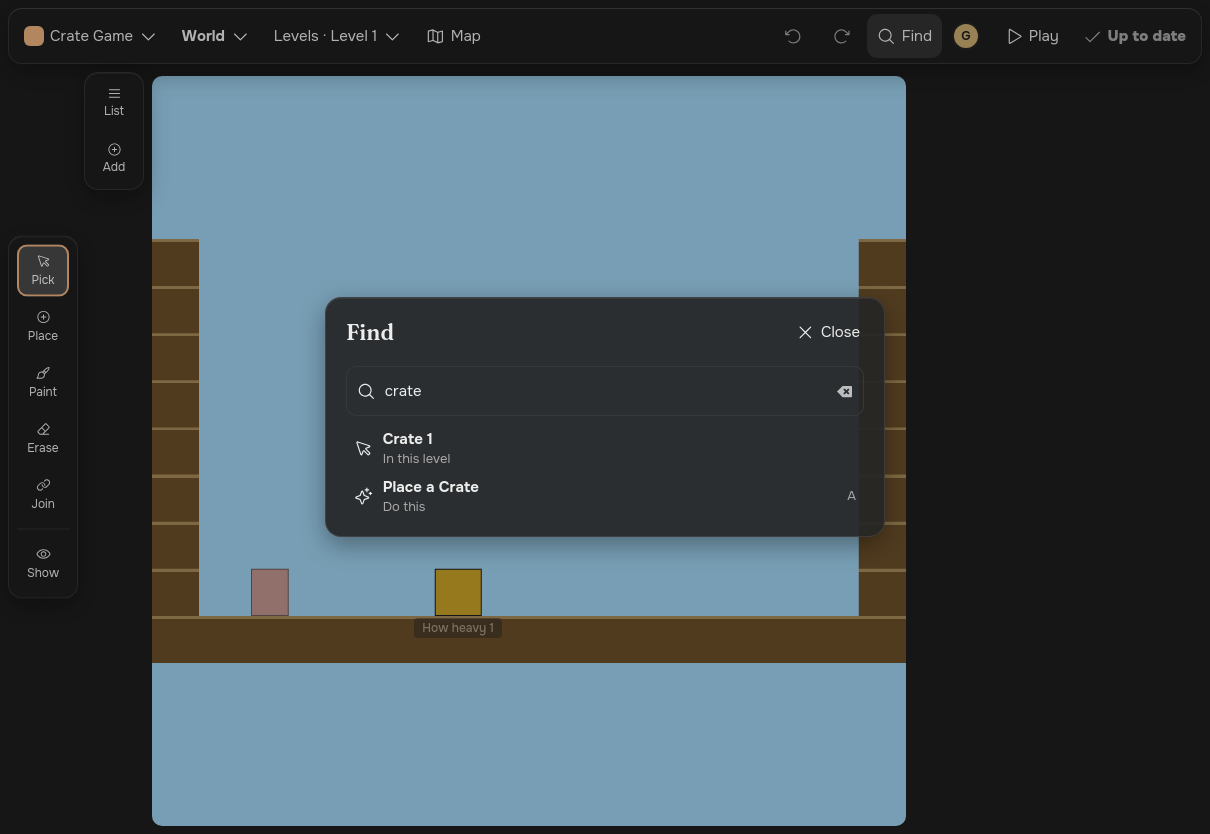 Crate Game
World
Levels · Level 1
Map
Find
G
Play
Up to date
List
Add
Pick
Place
Paint
Erase
Join
Show
Find
Close
crate
Crate 1
In this level
Place a Crate
Do this
A
How heavy 1